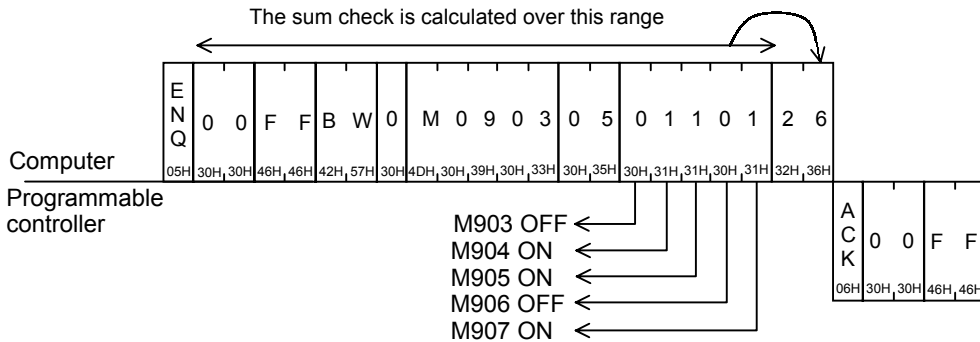 The sum check is calculated over this range
E N Q 0 0 F F B W 0 M 0 9 0 3 0 5 0 1 1 0 1 2 6
05H 30H 30H 46H 46H 42H 57H 30H 4DH 30H 39H 30H 33H 30H 35H 30H 31H 31H 30H 31H 32H 36H
Computer
Programmable
controller
M903 OFF
M904 ON
M905 ON
M906 OFF
M907 ON
A C K 0 0 F F
06H 30H 30H 46H 46H